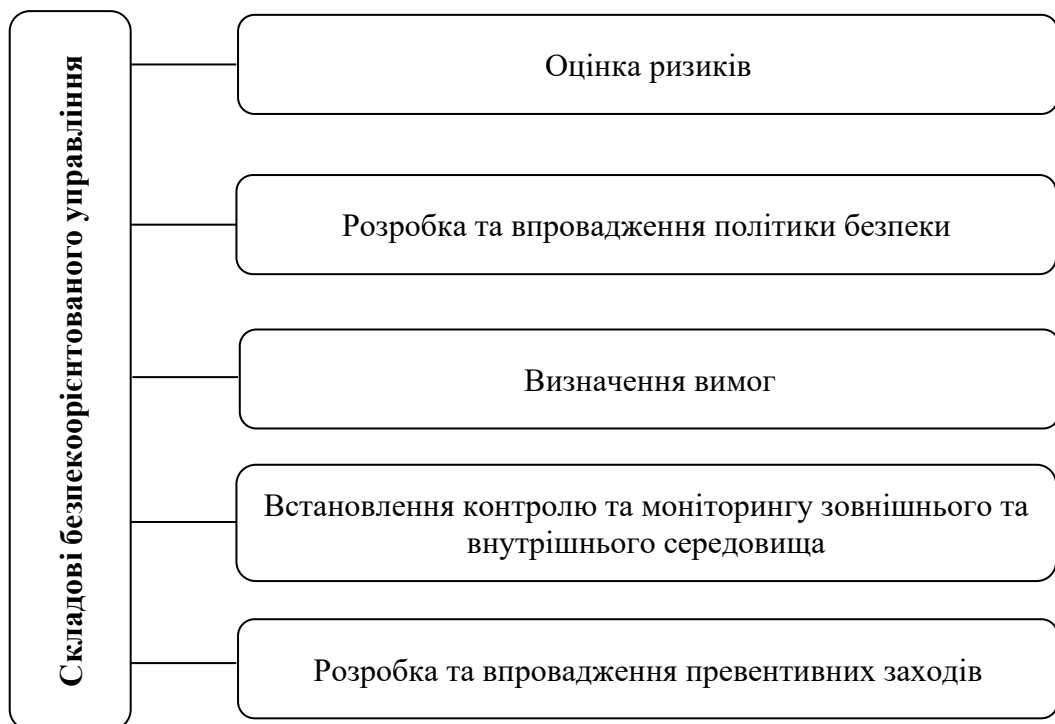 Складові безпекоорієнтованого управління
Оцінка ризиків
Розробка та впровадження політики безпеки
Визначення вимог
Встановлення контролю та моніторингу зовнішнього та
внутрішнього середовища
Розробка та впровадження превентивних заходів